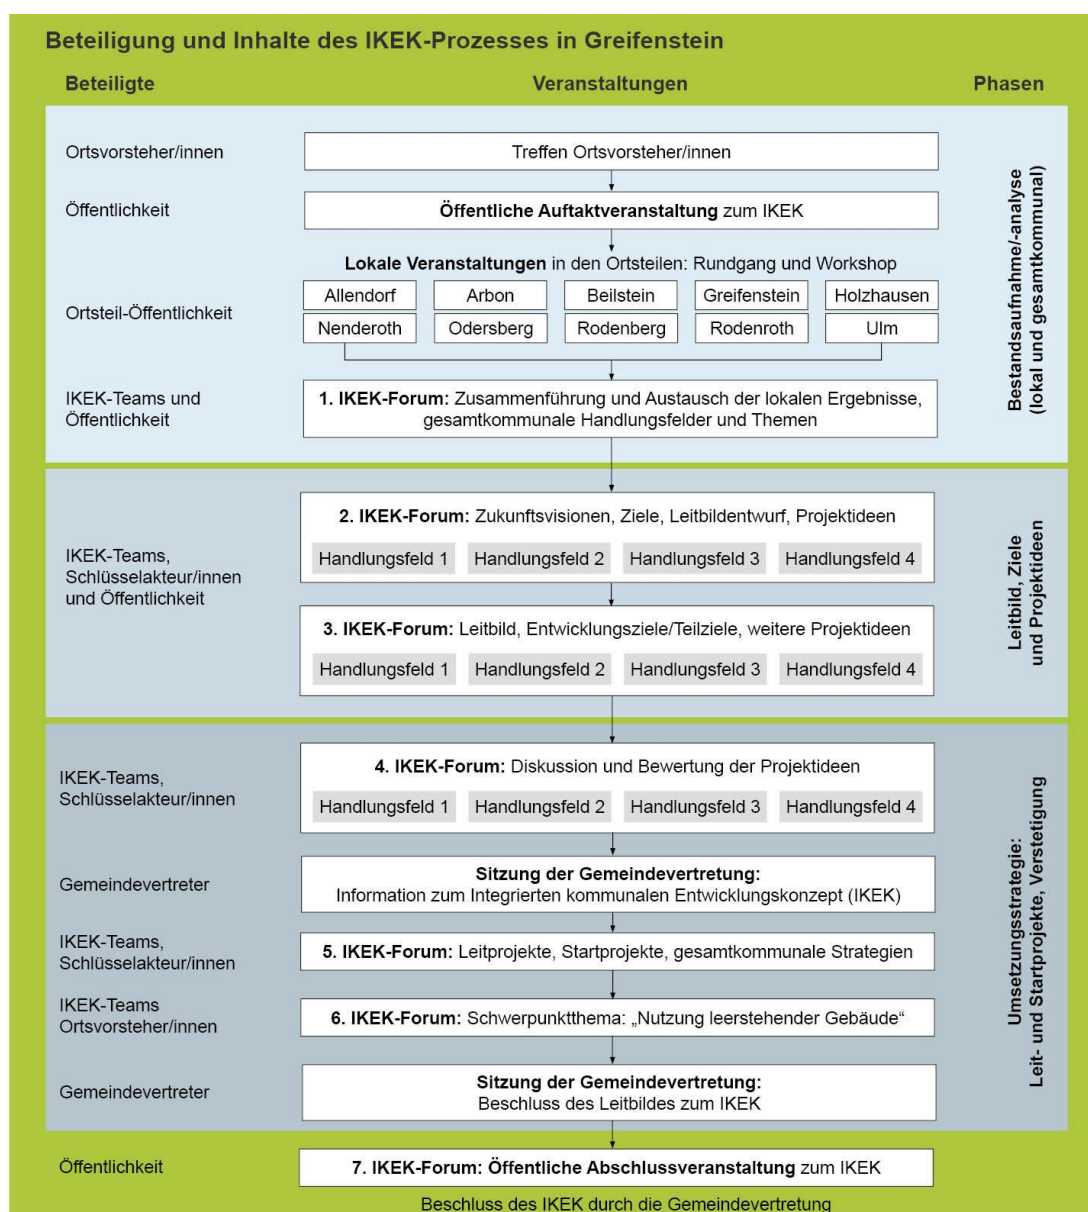 Beteiligung und Inhalte des IKEK-Prozesses in Greifenstein
Beteiligte
Veranstaltungen
Phasen
Ortsvorsteher/innen
Treffen Ortsvorsteher/innen
Öffentlichkeit
Öffentliche Auftaktveranstaltung zum IKEK
Lokale Veranstaltungen in den Ortsteilen: Rundgang und Workshop
Ortsteil-Öffentlichkeit
Allendorf
Arbon
Beilstein
Greifenstein
Holzhausen
Nenderoth
Odersberg
Rodenberg
Rodenroth
Ulm
IKEK-Teams und
Öffentlichkeit
1. IKEK-Forum: Zusammenführung und Austausch der lokalen Ergebnisse,
gesamtkommunale Handlungsfelder und Themen
Bestandsaufnahme/-analyse
(lokal und gesamtkommunal)
IKEK-Teams,
Schlüsselakteur/innen
und Öffentlichkeit
2. IKEK-Forum: Zukunftsvisionen, Ziele, Leitbildentwurf, Projektideen
Handlungsfeld 1
Handlungsfeld 2
Handlungsfeld 3
Handlungsfeld 4
3. IKEK-Forum: Leitbild, Entwicklungsziele/Teilziele, weitere Projektideen
Handlungsfeld 1
Handlungsfeld 2
Handlungsfeld 3
Handlungsfeld 4
Leitbild, Ziele
und Projektideen
IKEK-Teams,
Schlüsselakteur/innen
4. IKEK-Forum: Diskussion und Bewertung der Projektideen
Handlungsfeld 1
Handlungsfeld 2
Handlungsfeld 3
Handlungsfeld 4
Gemeindevertreter
Sitzung der Gemeindevertretung:
Information zum Integrierten kommunalen Entwicklungskonzept (IKEK)
IKEK-Teams,
Schlüsselakteur/innen
5. IKEK-Forum: Leitprojekte, Startprojekte, gesamtkommunale Strategien
IKEK-Teams
Ortsvorsteher/innen
6. IKEK-Forum: Schwerpunktthema: „Nutzung leerstehender Gebäude“
Gemeindevertreter
Sitzung der Gemeindevertretung:
Beschluss des Leitbildes zum IKEK
Umsetzungsstrategie:
Leit- und Startprojekte, Verstetigung
Öffentlichkeit
7. IKEK-Forum: Öffentliche Abschlussveranstaltung zum IKEK
Beschluss des IKEK durch die Gemeindevertretung